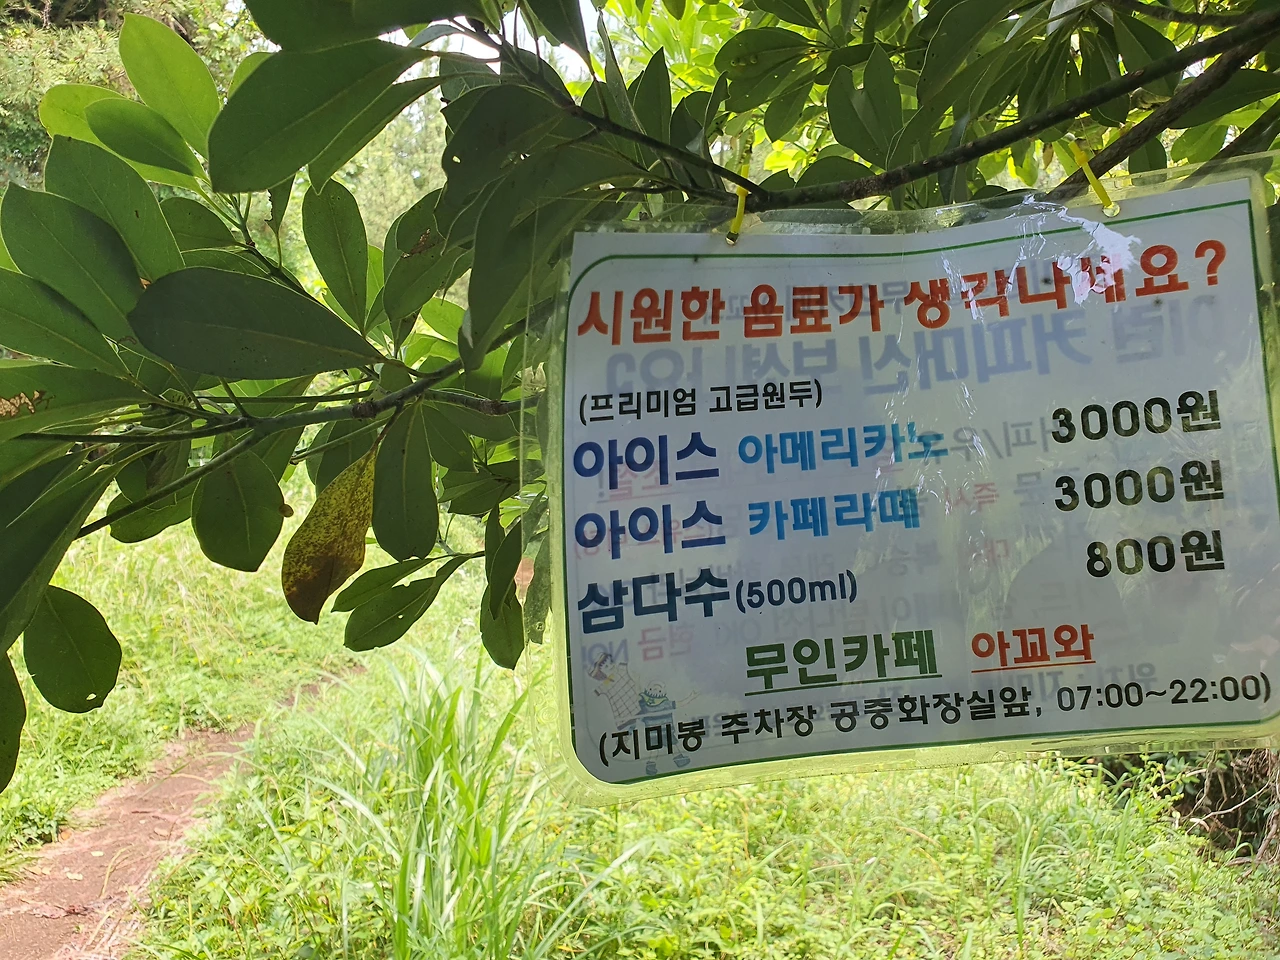 시원한 음료가 생각나세요?
(프리미엄 고급원두)
아이스 아메리카노 3000원
아이스 카페라떼 3000원
삼다수(500ml) 800원
무인카페 아꼬와
(지미봉 주차장 공중화장실앞, 07:00~22:00)